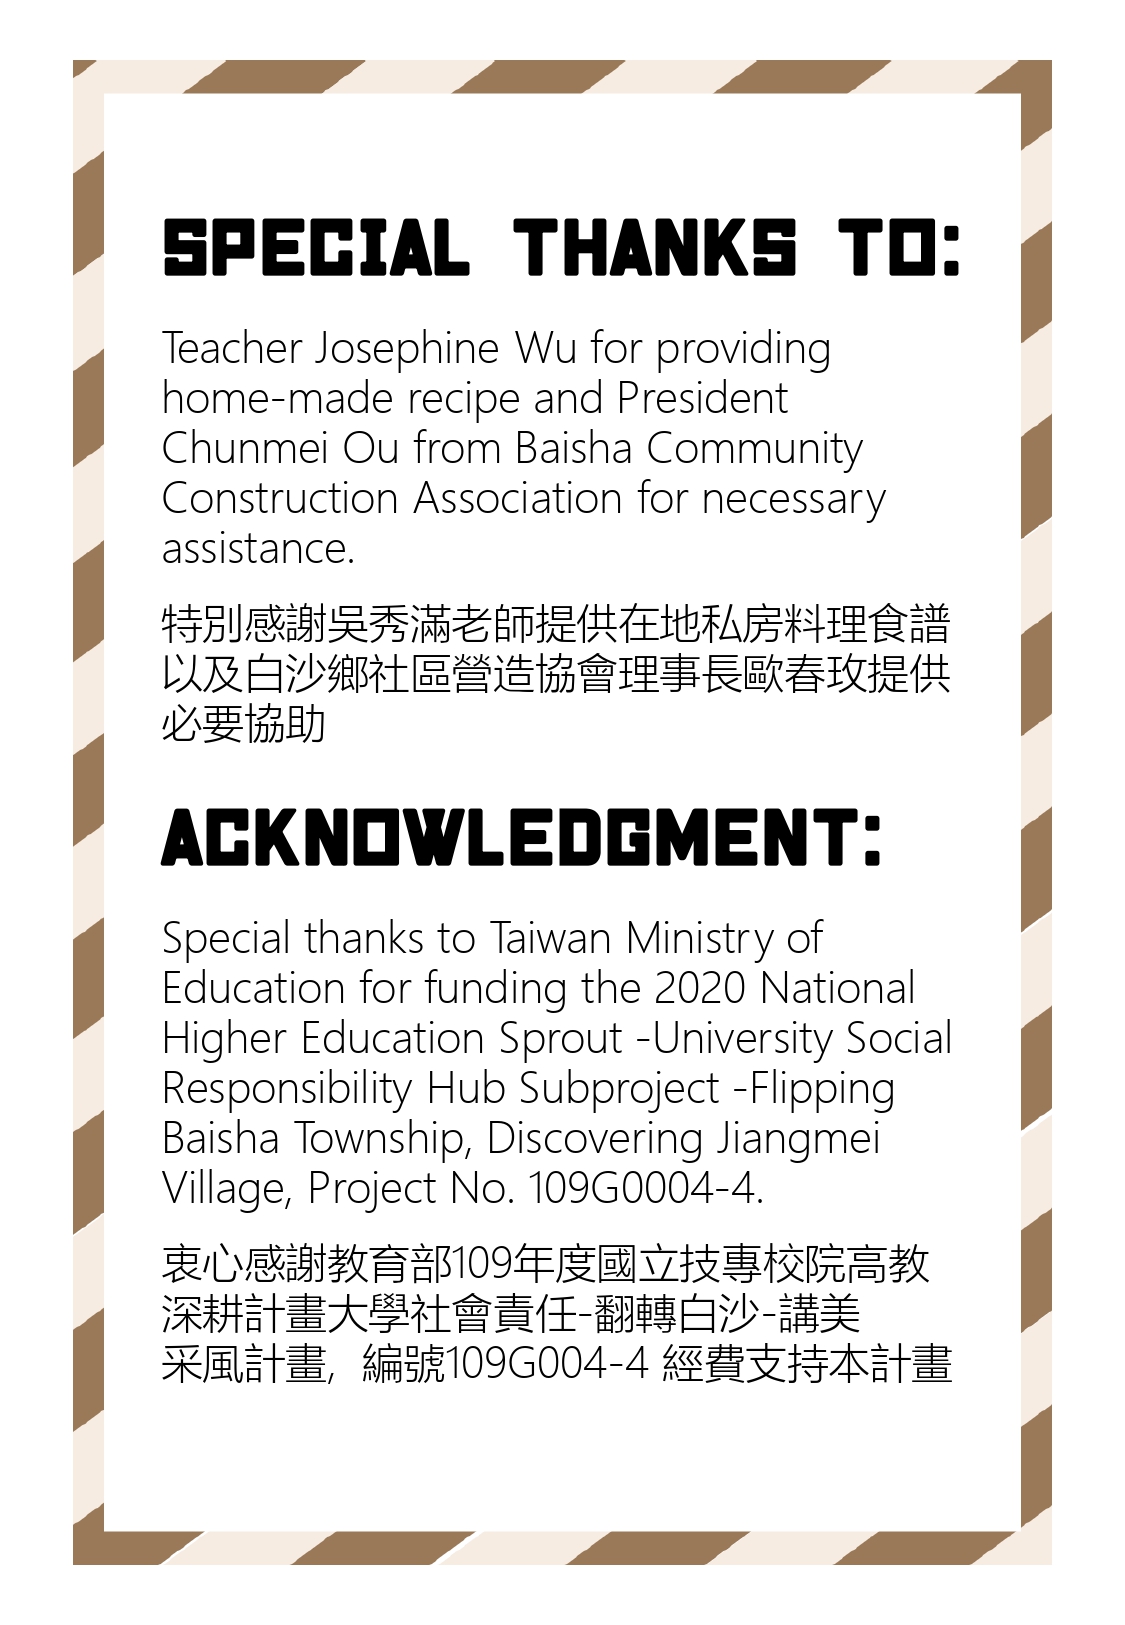 SPECIAL THANKS TO:
Teacher Josephine Wu for providing
home-made recipe and President
Chunmei Ou from Baisha Community
Construction Association for necessary
assistance.
特別感謝吳秀滿老師提供在地私房料理食譜
以及白沙鄉社區營造協會理事長歐春玫提供
必要協助
ACKNOWLEDGMENT:
Special thanks to Taiwan Ministry of
Education for funding the 2020 National
Higher Education Sprout -University Social
Responsibility Hub Subproject -Flipping
Baisha Township, Discovering Jiangmei
Village, Project No. 109G0004-4.
衷心感謝教育部109年度國立技專校院高教
深耕計畫大學社會責任-翻轉白沙-講美
采風計畫, 編號109G004-4 經費支持本計畫